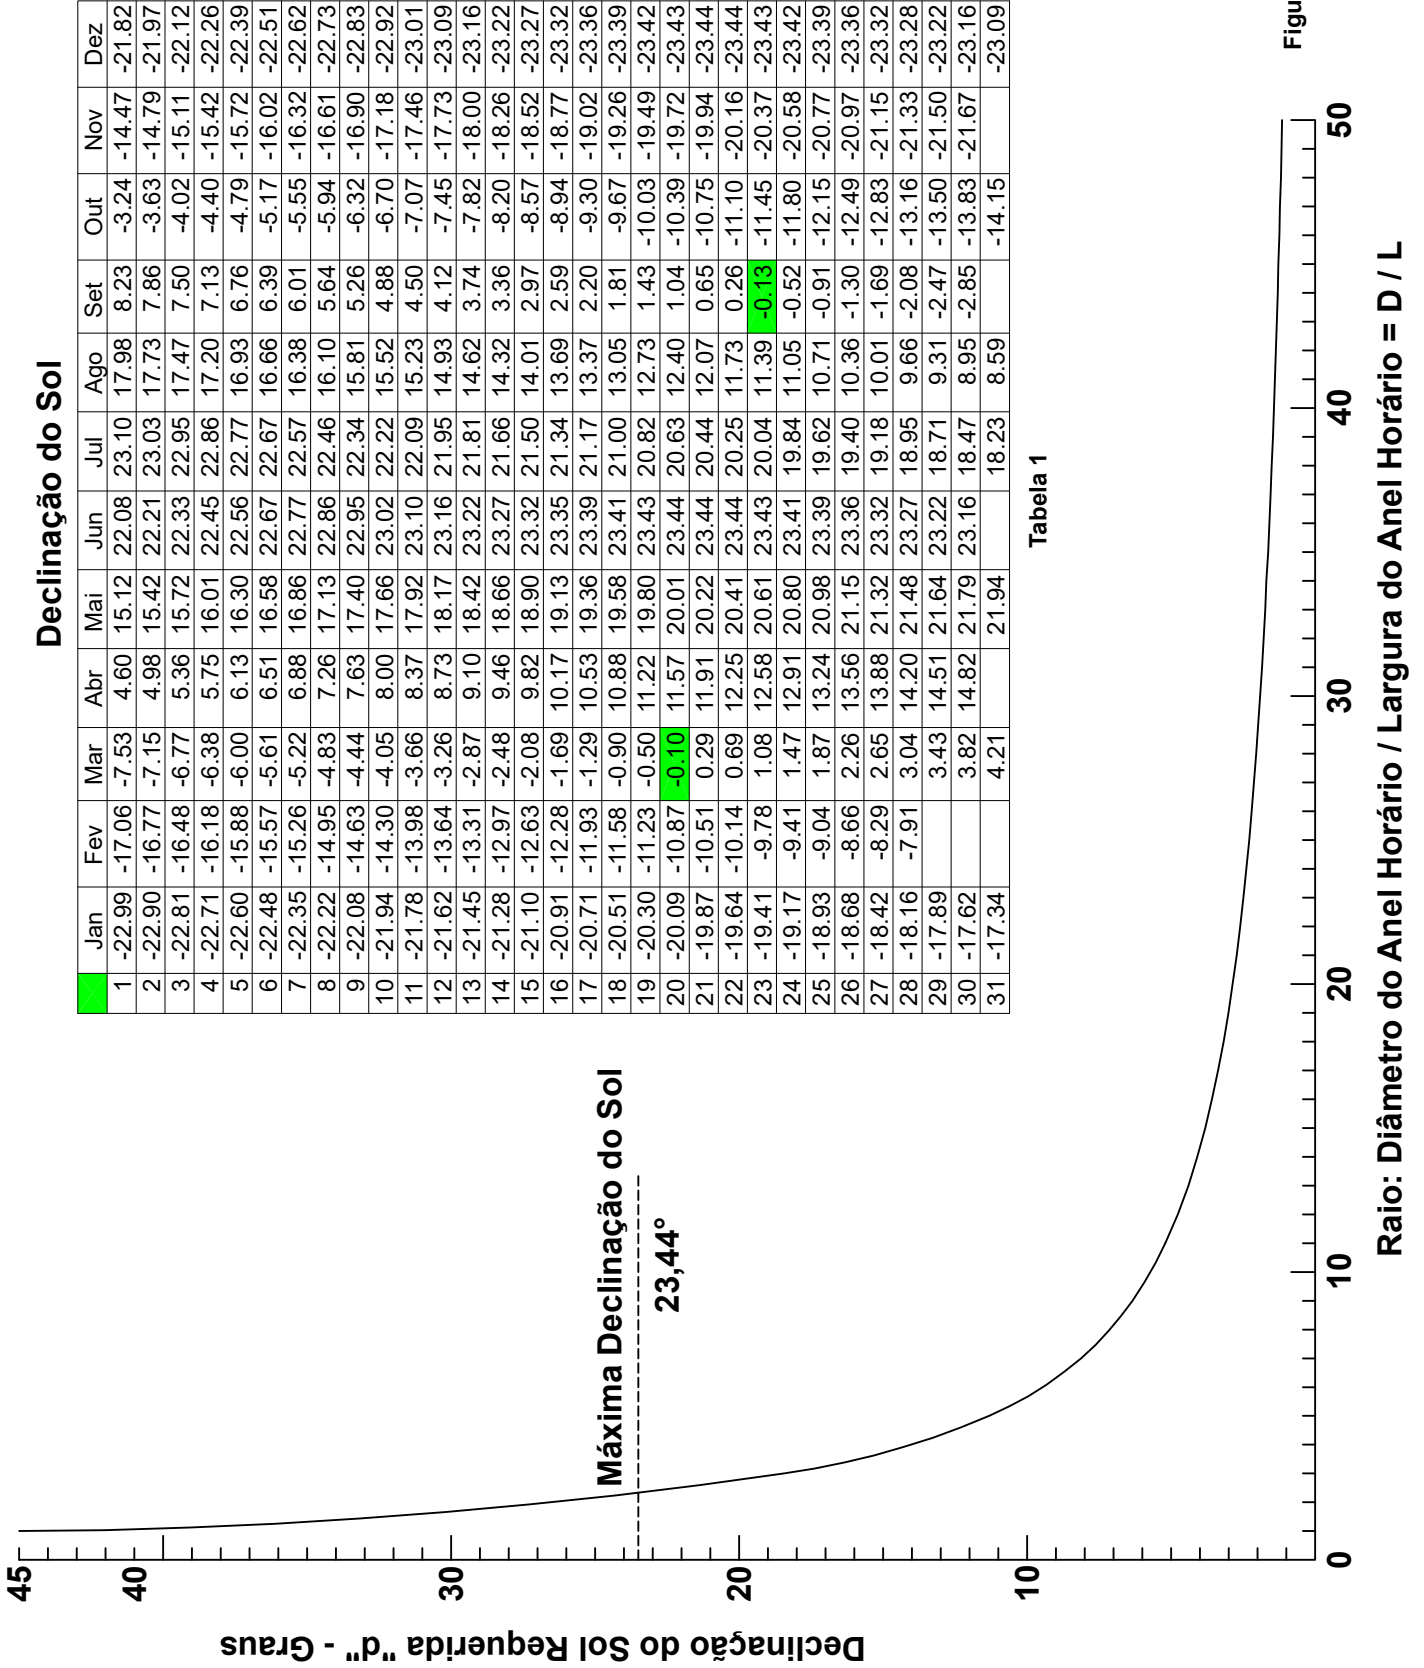 Declinação do Sol
Jan Fev Mar Abr Mai Jun Jul Ago Set Out Nov Dez
1 -22.99 -17.06 -7.53 4.60 15.12 22.08 23.10 17.98 8.23 -3.24 -14.47 -21.82
2 -22.90 -16.77 -7.15 4.98 15.42 22.21 23.03 17.73 7.86 -3.63 -14.79 -21.97
3 -22.81 -16.48 -6.77 5.36 15.72 22.33 22.95 17.47 7.50 -4.02 -15.11 -22.12
4 -22.71 -16.18 -6.38 5.75 16.01 22.45 22.86 17.20 7.13 -4.40 -15.42 -22.26
5 -22.60 -15.88 -6.00 6.13 16.30 22.56 22.77 16.93 6.76 -4.79 -15.72 -22.39
6 -22.48 -15.57 -5.61 6.51 16.58 22.67 22.67 16.66 6.39 -5.17 -16.02 -22.51
7 -22.35 -15.26 -5.22 6.88 16.86 22.77 22.57 16.38 6.01 -5.55 -16.32 -22.62
8 -22.22 -14.95 -4.83 7.26 17.13 22.86 22.46 16.10 5.64 -5.94 -16.61 -22.73
9 -22.08 -14.63 -4.44 7.63 17.40 22.95 22.34 15.81 5.26 -6.32 -16.90 -22.83
10 -21.94 -14.30 -4.05 8.00 17.66 23.02 22.22 15.52 4.88 -6.70 -17.18 -22.92
11 -21.78 -13.98 -3.66 8.37 17.92 23.10 22.09 15.23 4.50 -7.07 -17.46 -23.01
12 -21.62 -13.64 -3.26 8.73 18.17 23.16 21.95 14.93 4.12 -7.45 -17.73 -23.09
13 -21.45 -13.31 -2.87 9.10 18.42 23.22 21.81 14.62 3.74 -7.82 -18.00 -23.16
14 -21.28 -12.97 -2.48 9.46 18.66 23.27 21.66 14.32 3.36 -8.20 -18.26 -23.22
15 -21.10 -12.63 -2.08 9.82 18.90 23.32 21.50 14.01 2.97 -8.57 -18.52 -23.27
16 -20.91 -12.28 -1.69 10.17 19.13 23.35 21.34 13.69 2.59 -8.94 -18.77 -23.32
17 -20.71 -11.93 -1.29 10.53 19.36 23.39 21.17 13.37 2.20 -9.30 -19.02 -23.36
18 -20.51 -11.58 -0.90 10.88 19.58 23.41 21.00 13.05 1.81 -9.67 -19.26 -23.39
19 -20.30 -11.23 -0.50 11.22 19.80 23.43 20.82 12.73 1.43 -10.03 -19.49 -23.42
20 -20.09 -10.87 -0.10 11.57 20.01 23.44 20.63 12.40 1.04 -10.39 -19.72 -23.43
21 -19.87 -10.51 0.29 11.91 20.22 23.44 20.44 12.07 0.65 -10.75 -19.94 -23.44
22 -19.64 -10.14 0.69 12.25 20.41 23.44 20.25 11.73 0.26 -11.10 -20.16 -23.44
23 -19.41 -9.78 1.08 12.58 20.61 23.43 20.04 11.39 -0.13 -11.45 -20.37 -23.43
24 -19.17 -9.41 1.47 12.91 20.80 23.41 19.84 11.05 -0.52 -11.80 -20.58 -23.42
25 -18.93 -9.04 1.87 13.24 20.98 23.39 19.62 10.71 -0.91 -12.15 -20.77 -23.39
26 -18.68 -8.66 2.26 13.56 21.15 23.36 19.40 10.36 -1.30 -12.49 -20.97 -23.36
27 -18.42 -8.29 2.65 13.88 21.32 23.32 19.18 10.01 -1.69 -12.83 -21.15 -23.32
28 -18.16 -7.91 3.04 14.20 21.48 23.27 18.95 9.66 -2.08 -13.16 -21.33 -23.28
29 -17.89 3.43 14.51 21.64 23.22 18.71 9.31 -2.47 -13.50 -21.50 -23.22
30 -17.62 3.82 14.82 21.79 23.16 18.47 8.95 -2.85 -13.83 -21.67 -23.16
31 -17.34 4.21 21.94 18.23 8.59 -14.15 -23.09
Tabela 1
Máxima Declinação do Sol
23,44°
Declinação do Sol Requerida "d" - Graus
45
40
30
20
10
0 10 20 30 40 50
Raio: Diâmetro do Anel Horário / Largura do Anel Horário = D / L
Figu